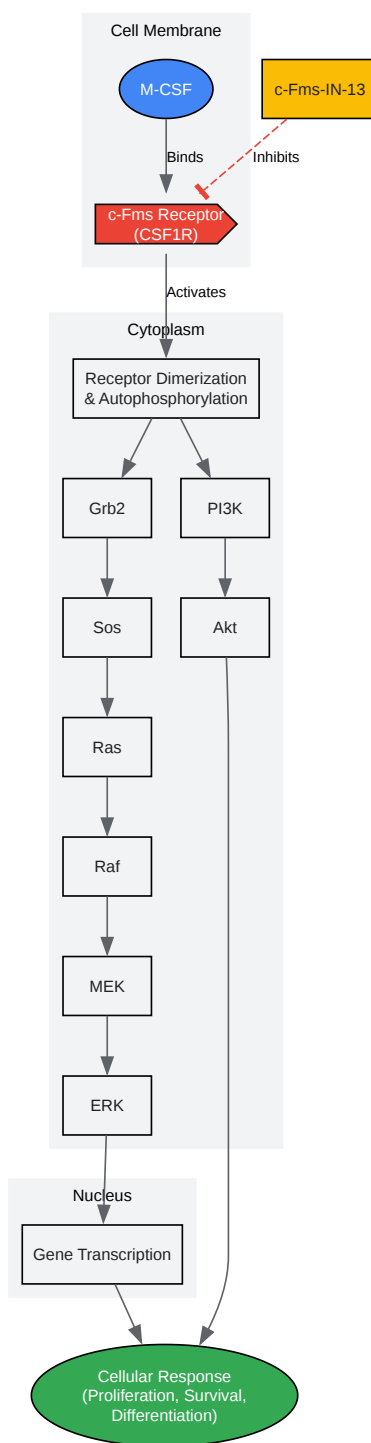 Cell Membrane
M-CSF
c-Fms-IN-13
Binds
Inhibits
c-Fms Receptor
(CSF1R)
Activates
Cytoplasm
Receptor Dimerization
& Autophosphorylation
Grb2
PI3K
Sos
Akt
Ras
Raf
MEK
ERK
Nucleus
Gene Transcription
Cellular Response
(Proliferation, Survival,
Differentiation)